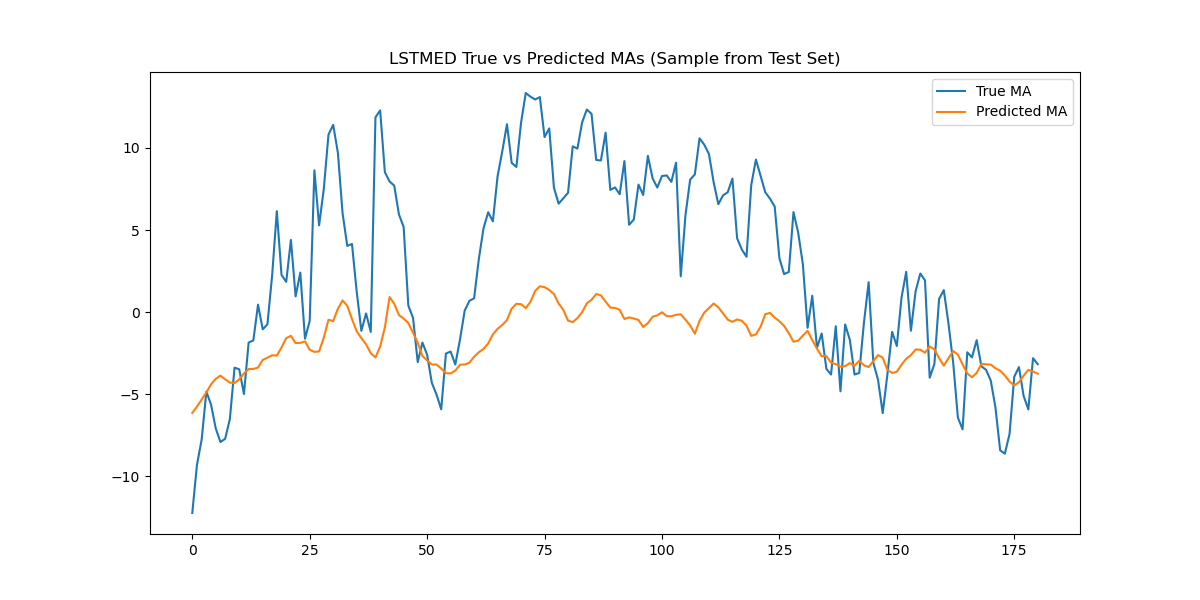 LSTMED True vs Predicted MAs (Sample from Test Set)
True MA
Predicted MA
10
5
0
−5
−10
0 25 50 75 100 125 150 175